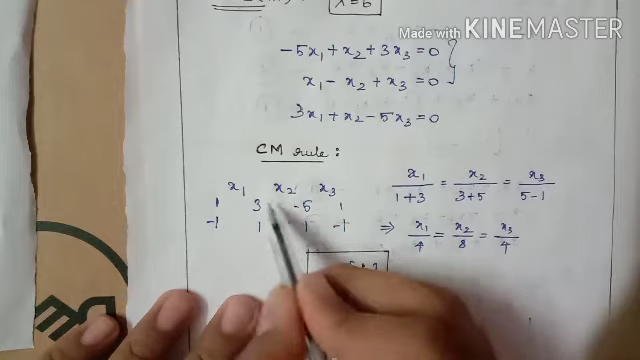 λ=6
Made with KINEMASTER
-5x₁ + x₂ + 3x₃ = 0
x₁ - x₂ + x₃ = 0
3x₁ + x₂ - 5x₃ = 0
CM rule :
x₁ x₂ x₃
1 3 -5 1
-1 1 1 -1
x₁/(1+3) = x₂/(3+5) = x₃/(5-1)
⇒ x₁/4 = x₂/8 = x₃/4